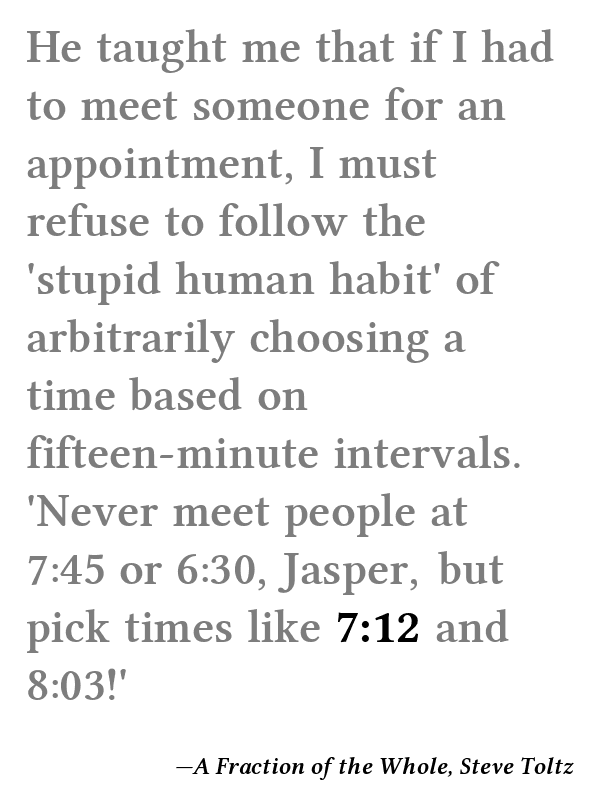 He taught me that if I had
to meet someone for an
appointment, I must
refuse to follow the
'stupid human habit' of
arbitrarily choosing a
time based on
fifteen-minute intervals.
'Never meet people at
7:45 or 6:30, Jasper, but
pick times like 7:12 and
8:03!'
—A Fraction of the Whole, Steve Toltz